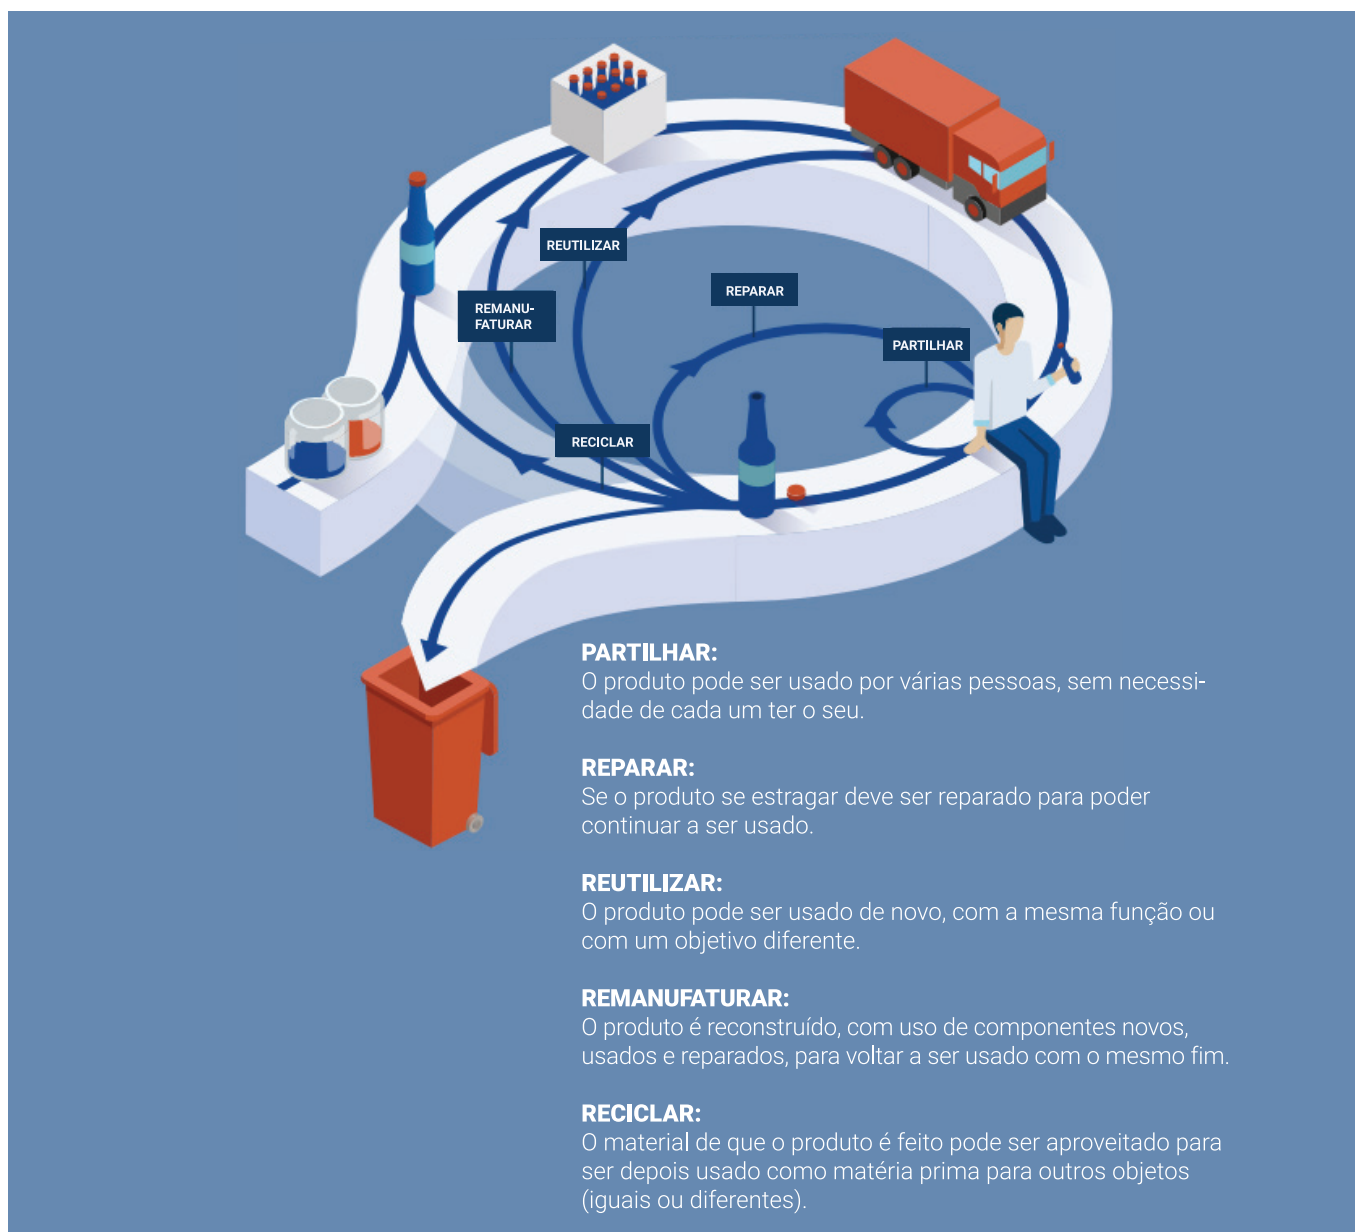 REUTILIZAR
REPARAR
REMANU-
FATURAR
PARTILHAR
RECICLAR
PARTILHAR:
O produto pode ser usado por várias pessoas, sem necessi-
dade de cada um ter o seu.
REPARAR:
Se o produto se estragar deve ser reparado para poder
continuar a ser usado.
REUTILIZAR:
O produto pode ser usado de novo, com a mesma função ou
com um objetivo diferente.
REMANUFATURAR:
O produto é reconstruído, com uso de componentes novos,
usados e reparados, para voltar a ser usado com o mesmo fim.
RECICLAR:
O material de que o produto é feito pode ser aproveitado para
ser depois usado como matéria prima para outros objetos
(iguais ou diferentes).